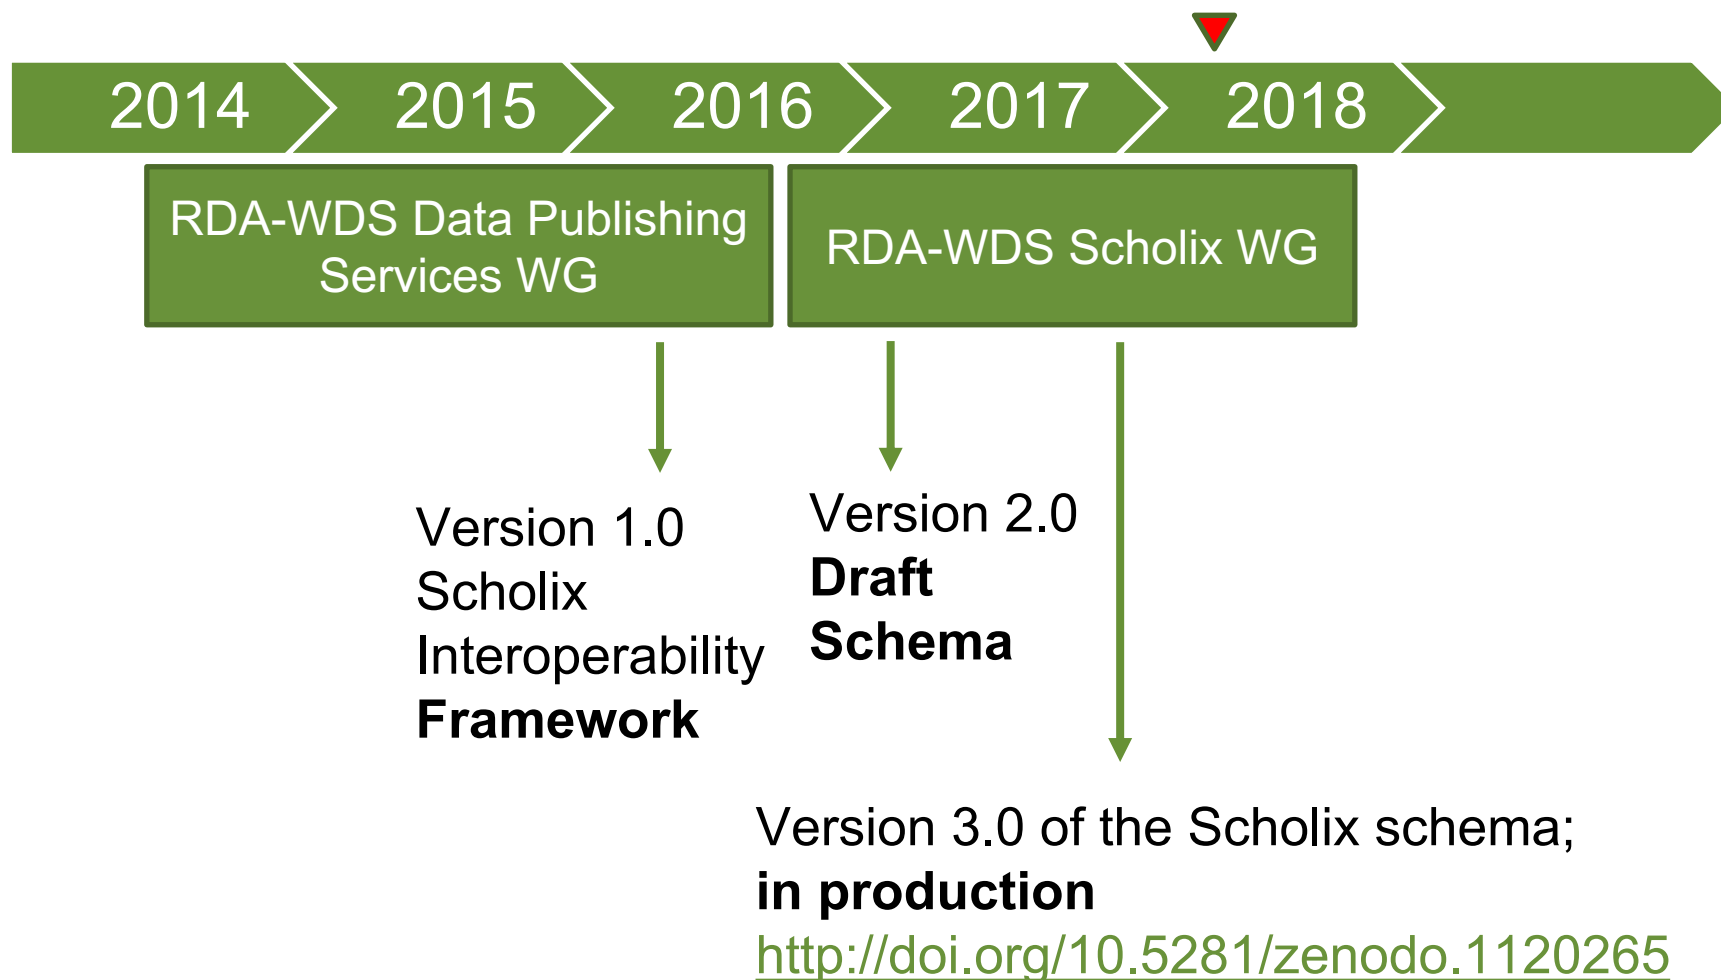 2014 2015 2016 2017 2018
RDA-WDS Data Publishing
Services WG
RDA-WDS Scholix WG
Version 1.0
Scholix
Interoperability
Framework
Version 2.0
Draft
Schema
Version 3.0 of the Scholix schema;
in production
http://doi.org/10.5281/zenodo.1120265